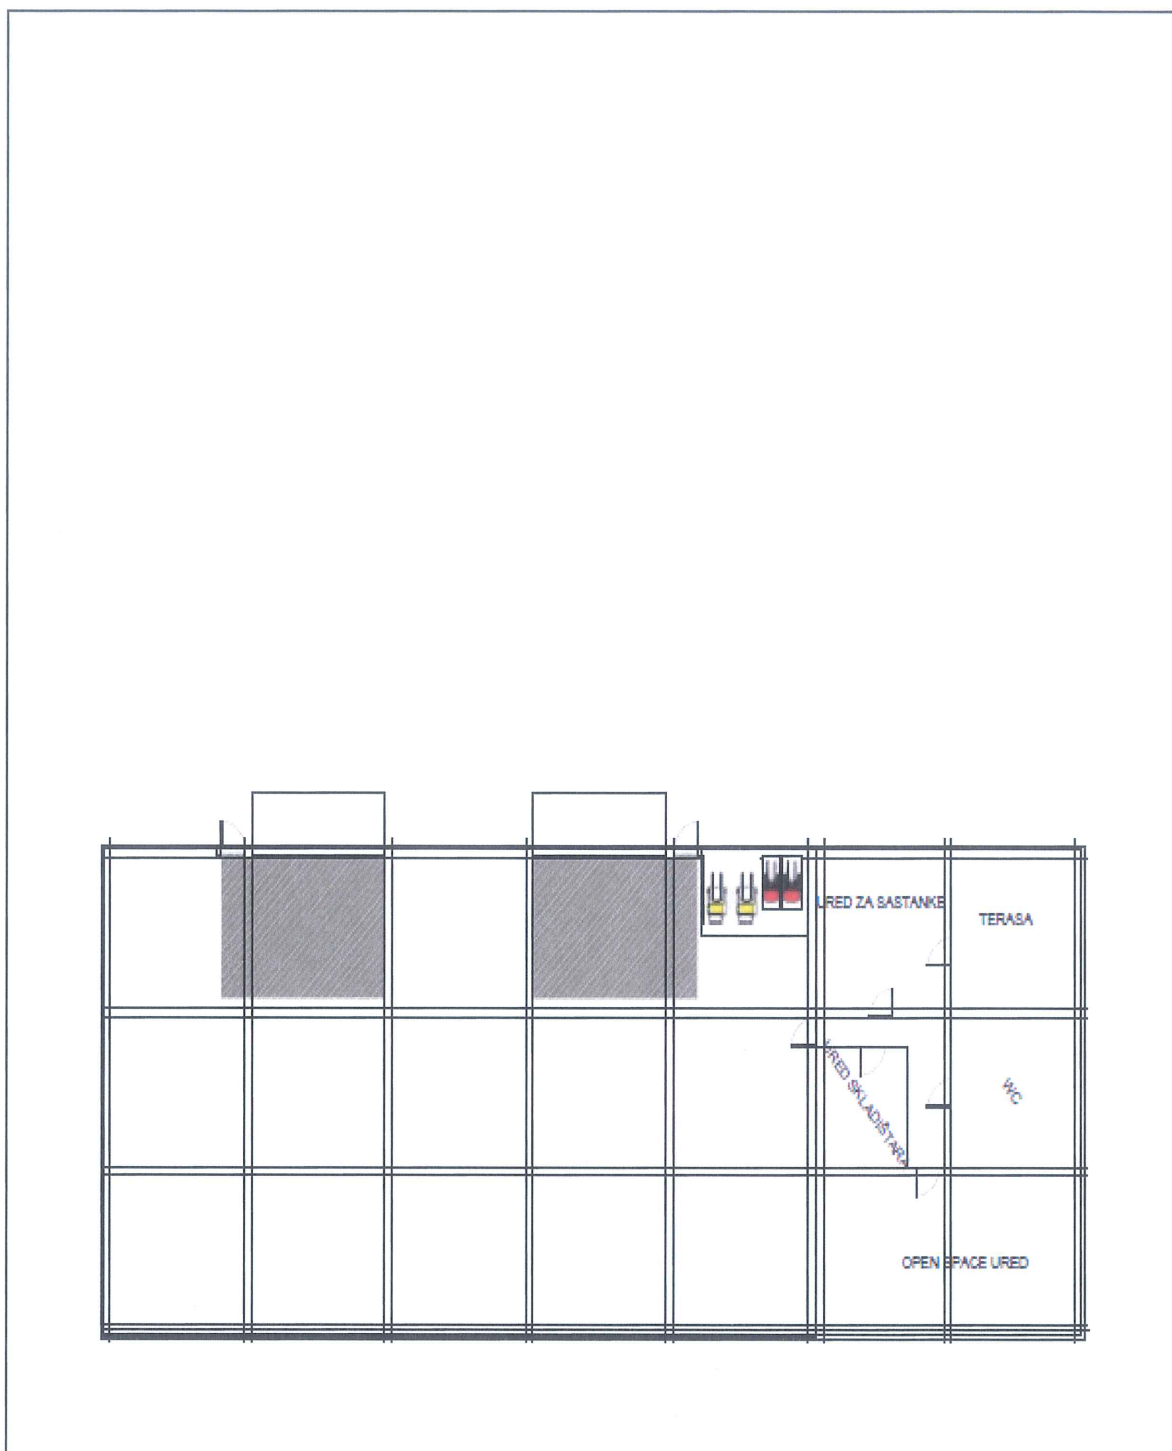 URED ZA SASTANKE
TERASA
URED SKLADIŠTARA
WC
OPEN SPACE URED